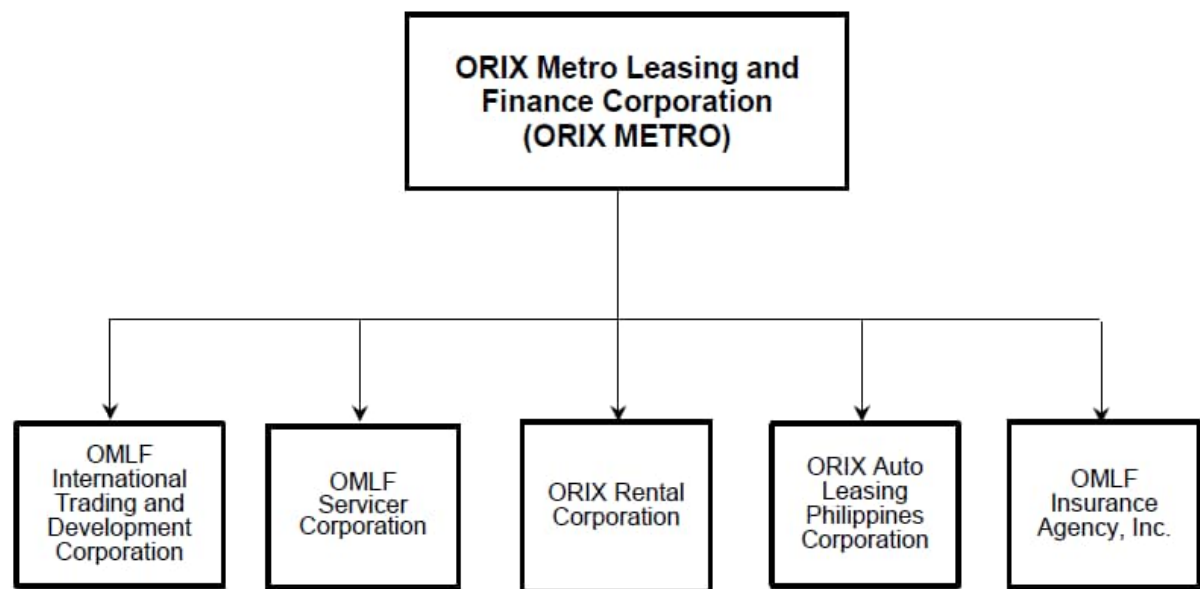 ORIX Metro Leasing and
Finance Corporation
(ORIX METRO)
OMLF
International
Trading and
Development
Corporation
OMLF
Servicer
Corporation
ORIX Rental
Corporation
ORIX Auto
Leasing
Philippines
Corporation
OMLF
Insurance
Agency, Inc.